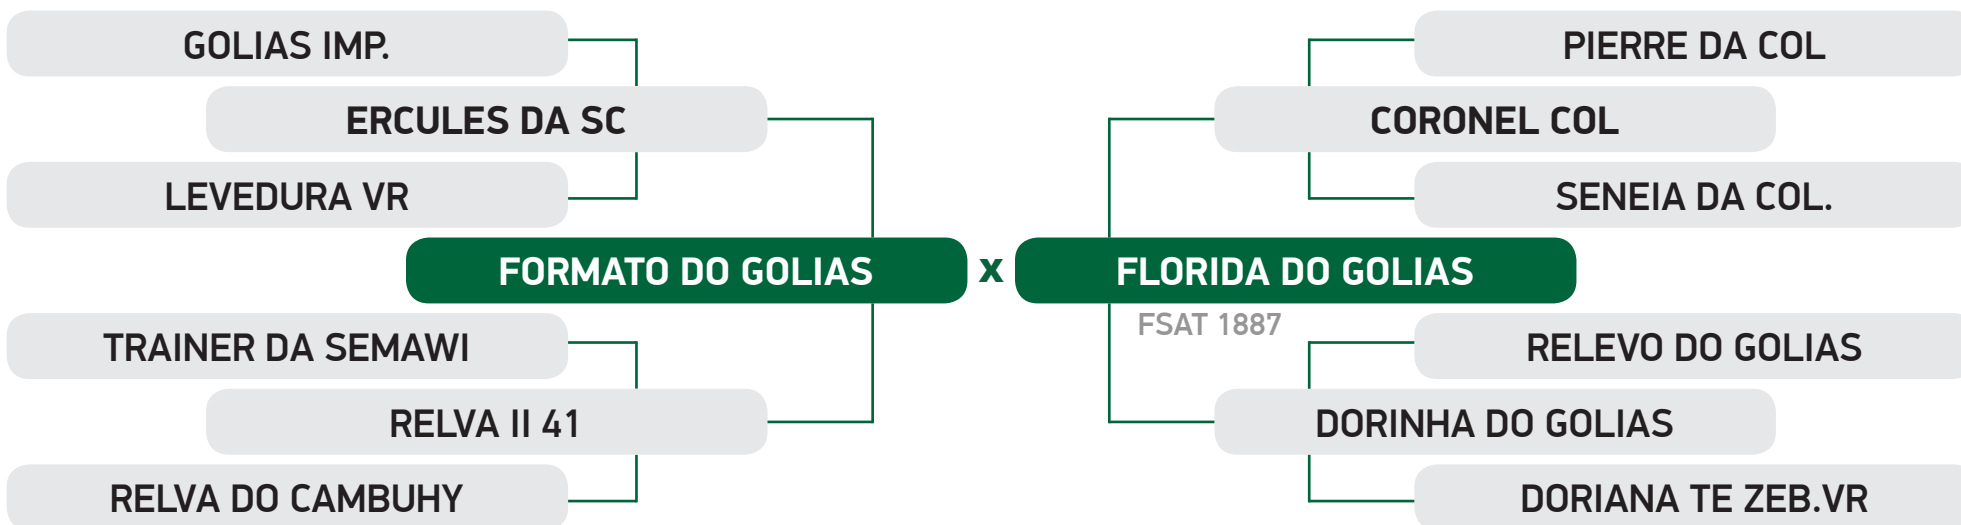 GOLIAS IMP.
PIERRE DA COL
ERCULES DA SC
CORONEL COL
LEVEDURA VR
SENEIA DA COL.
FORMATO DO GOLIAS x FLORIDA DO GOLIAS
FSAT 1887
TRAINER DA SEMAWI
RELEVO DO GOLIAS
RELVA II 41
DORINHA DO GOLIAS
RELVA DO CAMBUHY
DORIANA TE ZEB.VR